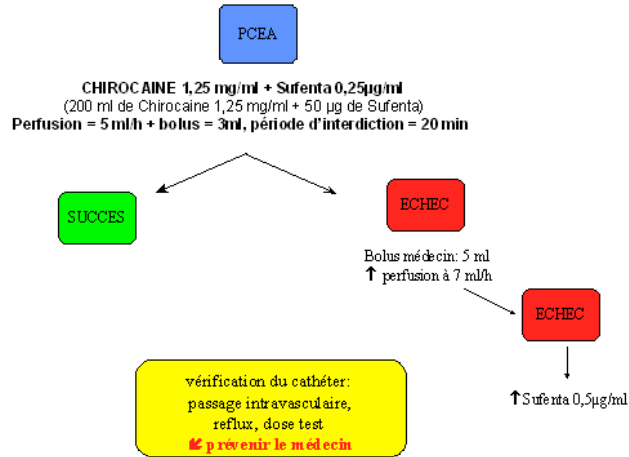 PCEA
CHIROCAINE 1,25 mg/ml + Sufenta 0,25µg/ml
(200 ml de Chirocaine 1,25 mg/ml + 50 µg de Sufenta)
Perfusion = 5 ml/h + bolus = 3ml, période d'interdiction = 20 min
SUCCES
ECHEC
Bolus médecin: 5 ml
↑ perfusion à 7 ml/h
ECHEC
↑Sufenta 0,5µg/ml
vérification du cathéter:
passage intravasculaire,
reflux, dose test
↙ prévenir le médecin